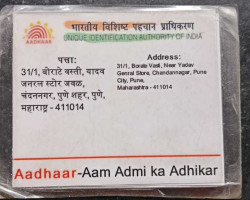 भारतीय विशिष्ट पहचान प्राधिकरण
UNIQUE IDENTIFICATION AUTHORITY OF INDIA
AADHAAR
पत्ता:
31/1, बोराटे वस्ती, यादव
जनरल स्टोर जवळ,
चंदननगर, पुणे शहर, पुणे,
महाराष्ट्र - 411014
Address:
31/1, Borate Vasti, Near Yadav
Genral Store, Chandannagar, Pune
City, Pune,
Maharashtra - 411014
Aadhaar-Aam Admi ka Adhikar